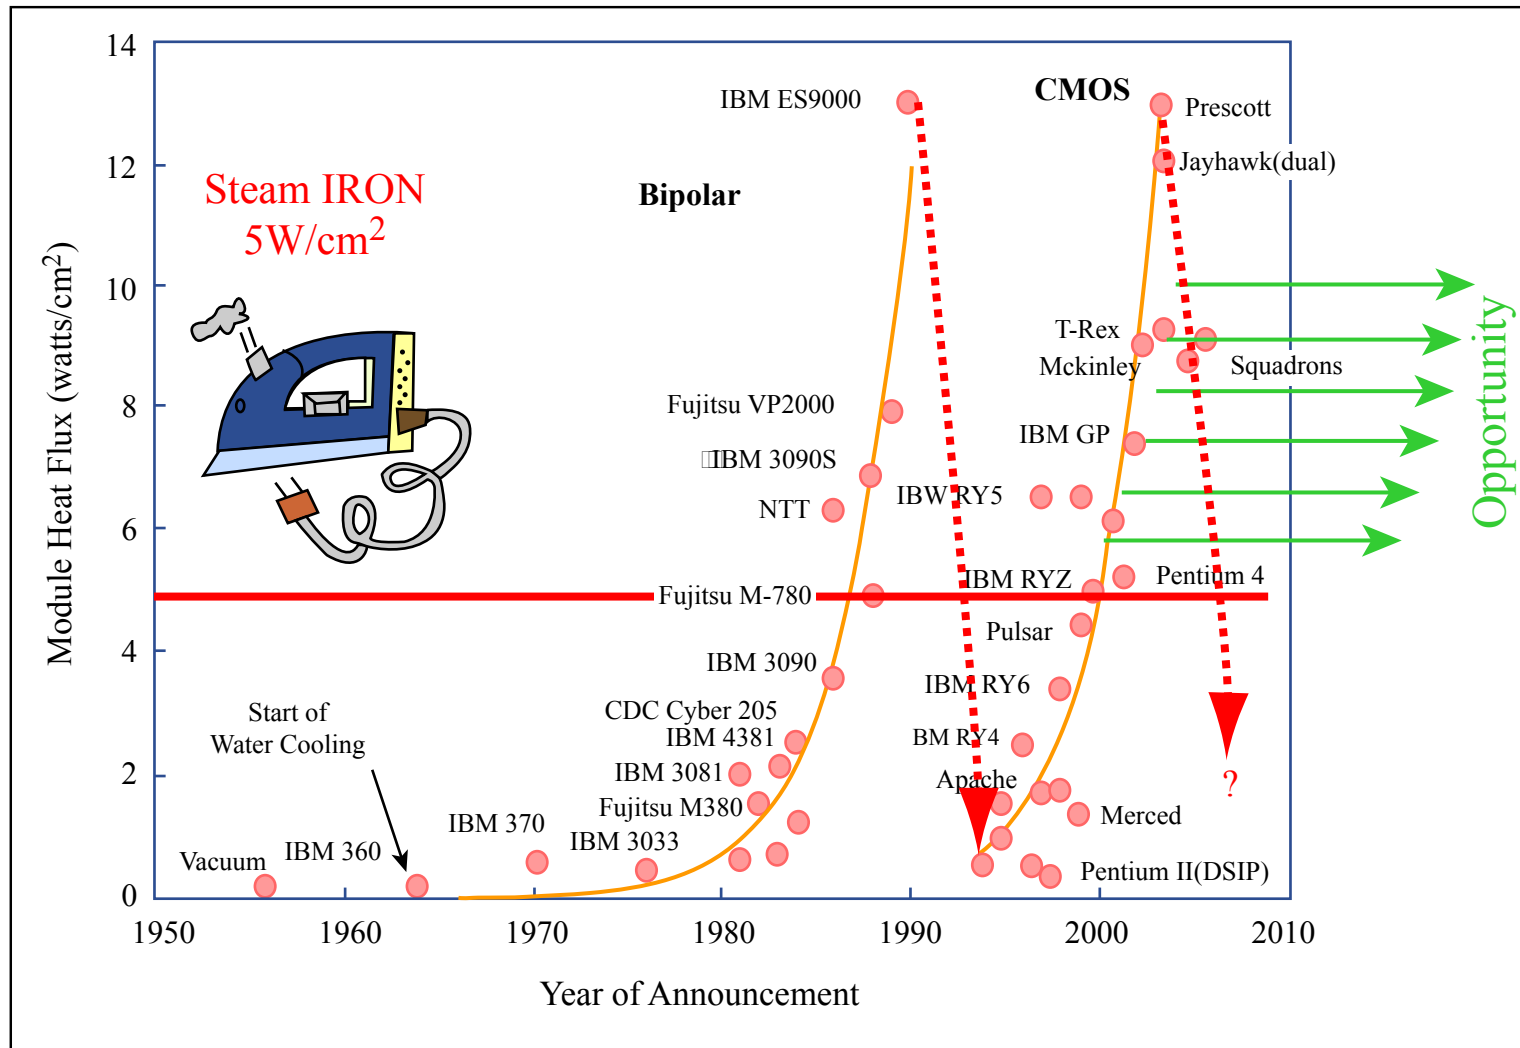 14
12
10
8
6
4
2
0
Module Heat Flux (watts/cm2)
1950
1960
1970
1980
1990
2000
2010
Year of Announcement
Steam IRON
5W/cm2
Bipolar
CMOS
IBM ES9000
Prescott
Jayhawk(dual)
T-Rex
Mckinley
Squadrons
Fujitsu VP2000
IBM GP
IBM 3090S
IBW RY5
NTT
IBM RYZ
Pentium 4
Fujitsu M-780
Pulsar
IBM 3090
IBM RY6
CDC Cyber 205
IBM 4381
BM RY4
Start of
Water Cooling
IBM 3081
Apache
?
Fujitsu M380
Merced
IBM 370
IBM 3033
Vacuum
IBM 360
Pentium II(DSIP)
Opportunity